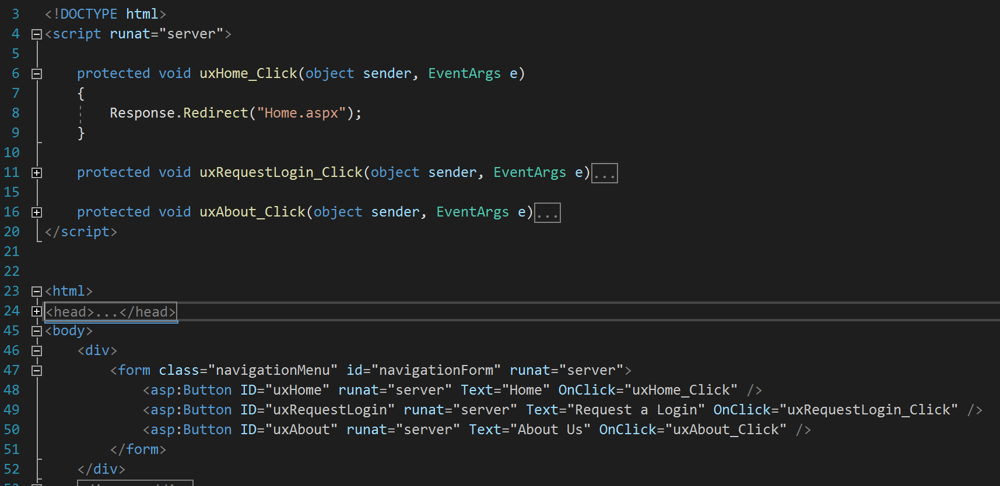 3 <!DOCTYPE html>
4 <script runat="server">
5
6 protected void uxHome_Click(object sender, EventArgs e)
7 {
8 Response.Redirect("Home.aspx");
9 }
10
11 protected void uxRequestLogin_Click(object sender, EventArgs e)...
15
16 protected void uxAbout_Click(object sender, EventArgs e)...
20 </script>
21
22
23 <html>
24 <head>...</head>
45 <body>
46 <div>
47 <form class="navigationMenu" id="navigationForm" runat="server">
48 <asp:Button ID="uxHome" runat="server" Text="Home" OnClick="uxHome_Click" />
49 <asp:Button ID="uxRequestLogin" runat="server" Text="Request a Login" OnClick="uxRequestLogin_Click" />
50 <asp:Button ID="uxAbout" runat="server" Text="About Us" OnClick="uxAbout_Click" />
51 </form>
52 </div>